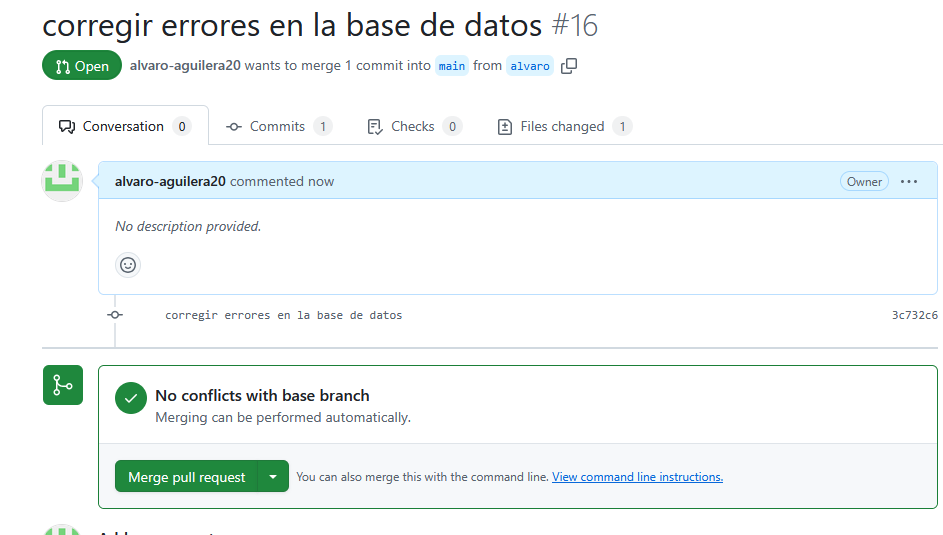 corregir errores en la base de datos #16
Open alvaro-aguilera20 wants to merge 1 commit into main from alvaro
Conversation 0 Commits 1 Checks 0 Files changed 1
alvaro-aguilera20 commented now Owner
No description provided.
corregir errores en la base de datos 3c732c6
No conflicts with base branch
Merging can be performed automatically.
Merge pull request You can also merge this with the command line. View command line instructions.